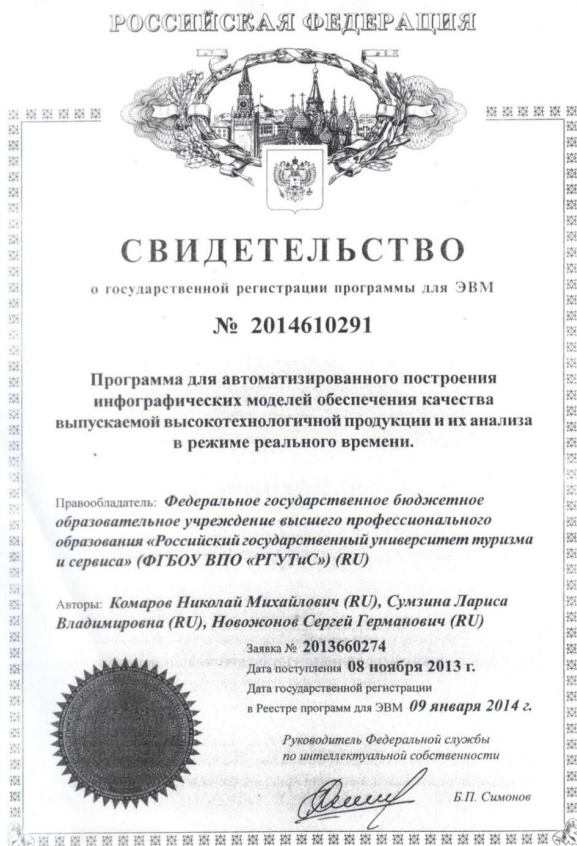 РОССИЙСКАЯ ФЕДЕРАЦИЯ
СВИДЕТЕЛЬСТВО
о государственной регистрации программы для ЭВМ
№ 2014610291
Программа для автоматизированного построения
инфографических моделей обеспечения качества
выпускаемой высокотехнологичной продукции и их анализа
в режиме реального времени.
Правообладатель: Федеральное государственное бюджетное
образовательное учреждение высшего профессионального
образования «Российский государственный университет туризма
и сервиса» (ФГБОУ ВПО «РГУТиС») (RU)
Авторы: Комаров Николай Михайлович (RU), Сумзина Лариса
Владимировна (RU), Новожонов Сергей Германович (RU)
Заявка № 2013660274
Дата поступления 08 ноября 2013 г.
Дата государственной регистрации
в Реестре программ для ЭВМ 09 января 2014 г.
Руководитель Федеральной службы
по интеллектуальной собственности
Б.П. Симонов